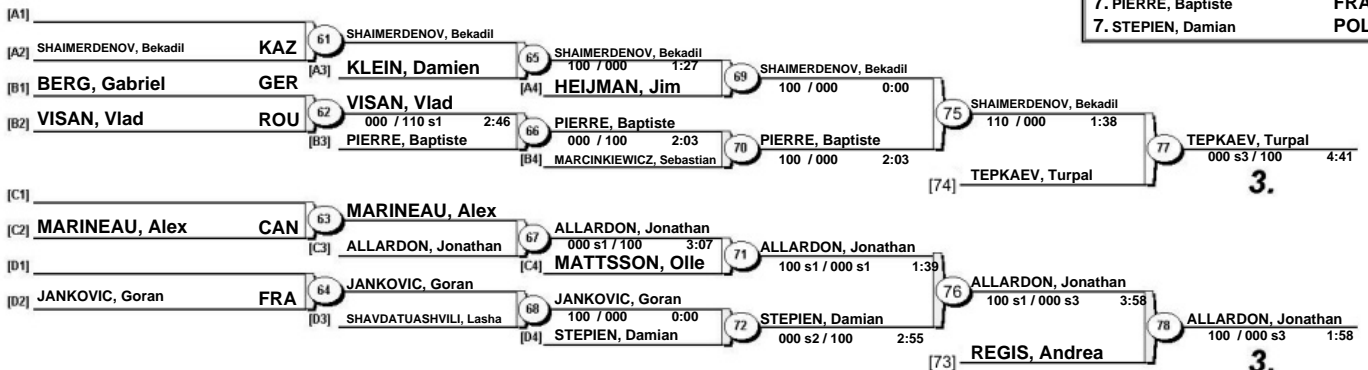 7. PIERRE, Baptiste FRA
7. STEPIEN, Damian POL
[A1]
[A2] SHAIMERDENOV, Bekadil KAZ
61
SHAIMERDENOV, Bekadil
[A3] KLEIN, Damien
65
SHAIMERDENOV, Bekadil
100 / 000 1:27
[A4] HEIJMAN, Jim
69
SHAIMERDENOV, Bekadil
100 / 000 0:00
[B1] BERG, Gabriel GER
[B2] VISAN, Vlad ROU
62
VISAN, Vlad
000 / 110 s1 2:46
[B3] PIERRE, Baptiste
66
PIERRE, Baptiste
000 / 100 2:03
[B4] MARCINKIEWICZ, Sebastian
70
PIERRE, Baptiste
100 / 000 2:03
75
SHAIMERDENOV, Bekadil
110 / 000 1:38
[74] TEPKAEV, Turpal
77
TEPKAEV, Turpal
000 s3 / 100 4:41
3.
[C1]
[C2] MARINEAU, Alex CAN
63
MARINEAU, Alex
[C3] ALLARDON, Jonathan
67
ALLARDON, Jonathan
000 s1 / 100 3:07
[C4] MATTSSON, Olle
71
ALLARDON, Jonathan
100 s1 / 000 s1 1:39
[D1]
[D2] JANKOVIC, Goran FRA
64
JANKOVIC, Goran
[D3] SHAVDATUASHVILI, Lasha
68
JANKOVIC, Goran
100 / 000 0:00
[D4] STEPIEN, Damian
72
STEPIEN, Damian
000 s2 / 100 2:55
76
ALLARDON, Jonathan
100 s1 / 000 s3 3:58
[73] REGIS, Andrea
78
ALLARDON, Jonathan
100 / 000 s3 1:58
3.